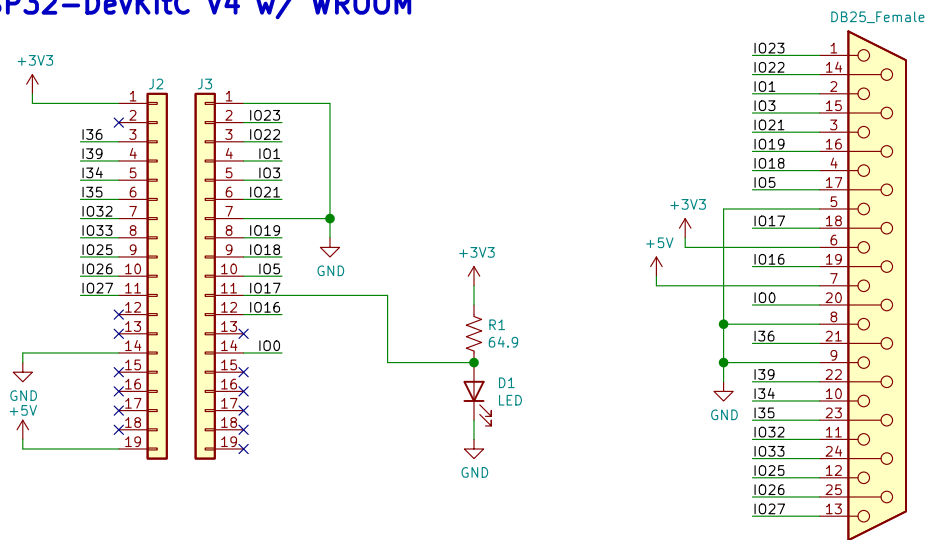 ESP32-DevKitC V4 w/ WROOM
DB25_Female
+3V3
J2
J3
1
2
I36 3
I39 4
I34 5
I35 6
IO32 7
IO33 8
IO25 9
IO26 10
IO27 11
12
13
14
15
16
17
18
19
GND
+5V
1
2 IO23
3 IO22
4 IO1
5 IO3
6 IO21
7
8 IO19
9 IO18
10 IO5
11 IO17
12 IO16
13
14 IO0
15
16
17
18
19
GND
+3V3
R1
64.9
D1
LED
GND
+3V3
+5V
GND
IO23 1
IO22 14
IO1 2
IO3 15
IO21 3
IO19 16
IO18 4
IO5 17
5
IO17 18
6
IO16 19
7
IO0 20
8
I36 21
9
I39 22
I34 10
I35 23
IO32 11
IO33 24
IO25 12
IO26 25
IO27 13